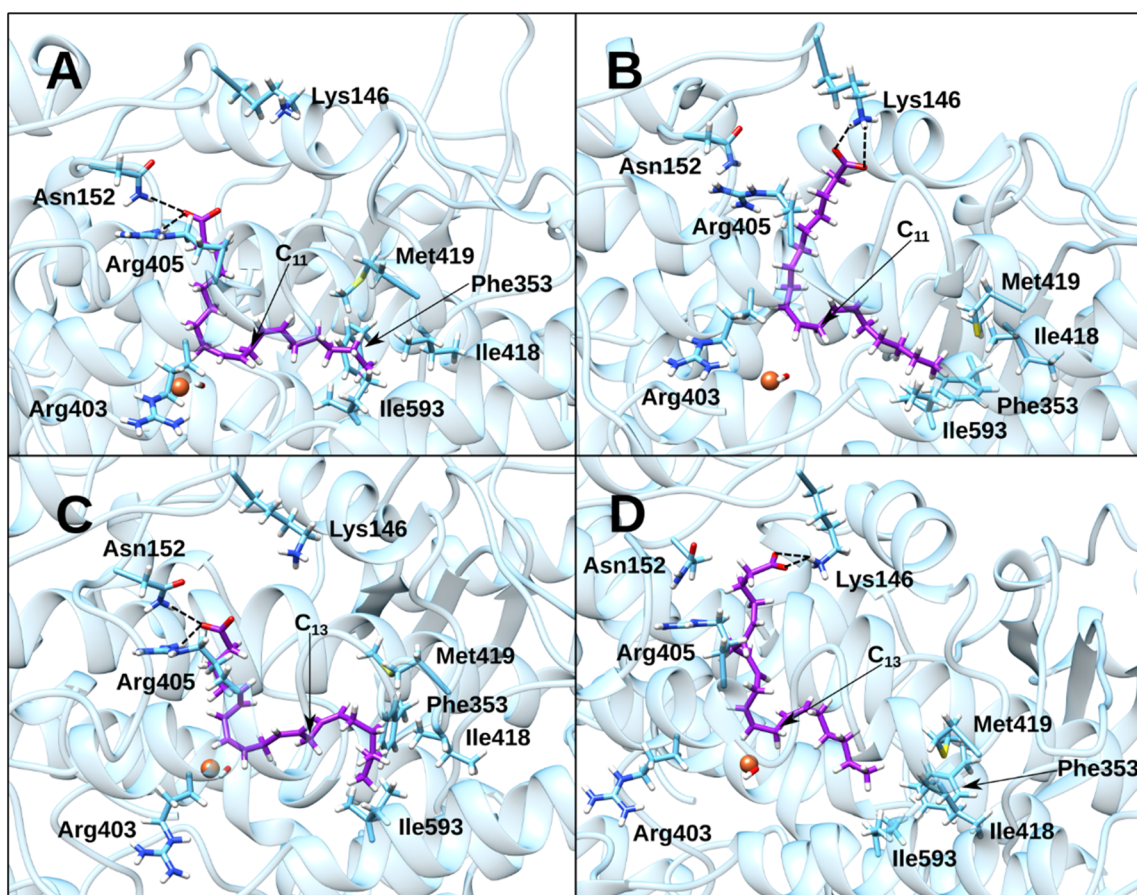 A
Lys146
Asn152
Arg405
C11
Met419
Phe353
Ile418
Arg403
Ile593
B
Lys146
Asn152
Arg405
C11
Met419
Ile418
Arg403
Phe353
Ile593
C
Lys146
Asn152
C13
Arg405
Met419
Phe353
Ile418
Arg403
Ile593
D
Asn152
Lys146
Arg405
C13
Met419
Phe353
Arg403
Ile418
Ile593